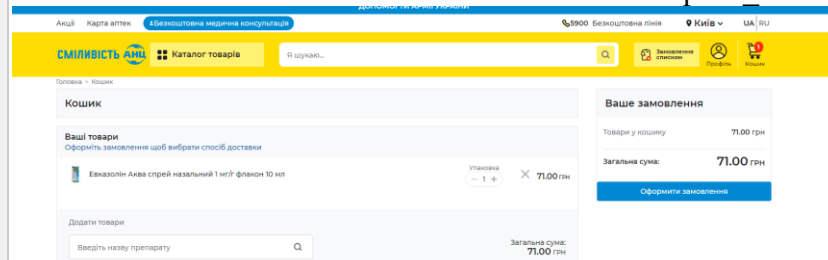 ДОПОМОГТИ АРМІЇ УКРАЇНИ
Акції Карта аптек Безкоштовна медична консультація 5900 Безкоштовна лінія Київ UA RU
СМІЛИВІСТЬ АНЦ Каталог товарів Я шукаю... Замовлення списком Профіль 1 Кошик
Головна > Кошик
Кошик
Ваше замовлення
Ваші товари
Оформіть замовлення щоб вибрати спосіб доставки
Товари у кошику 71.00 грн
Загальна сума: 71.00 ГРН
Евказолін Аква спрей назальний 1 мг/г флакон 10 мл
Упаковка
− 1 + × 71.00 ГРН
Оформити замовлення
Додати товари
Введіть назву препарату
Загальна сума:
71.00 ГРН